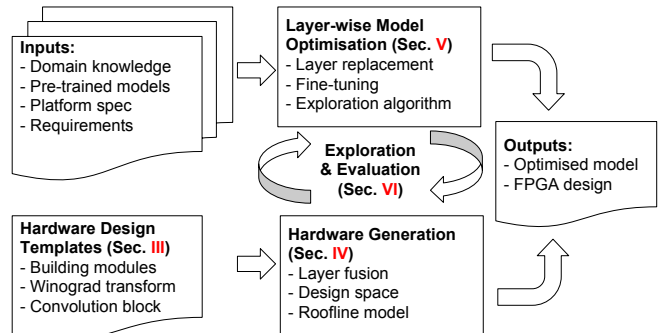 Inputs:
- Domain knowledge
- Pre-trained models
- Platform spec
- Requirements
Layer-wise Model
Optimisation (Sec. V)
- Layer replacement
- Fine-tuning
- Exploration algorithm
Exploration
& Evaluation
(Sec. VI)
Outputs:
- Optimised model
- FPGA design
Hardware Design
Templates (Sec. III)
- Building modules
- Winograd transform
- Convolution block
Hardware Generation
(Sec. IV)
- Layer fusion
- Design space
- Roofline model